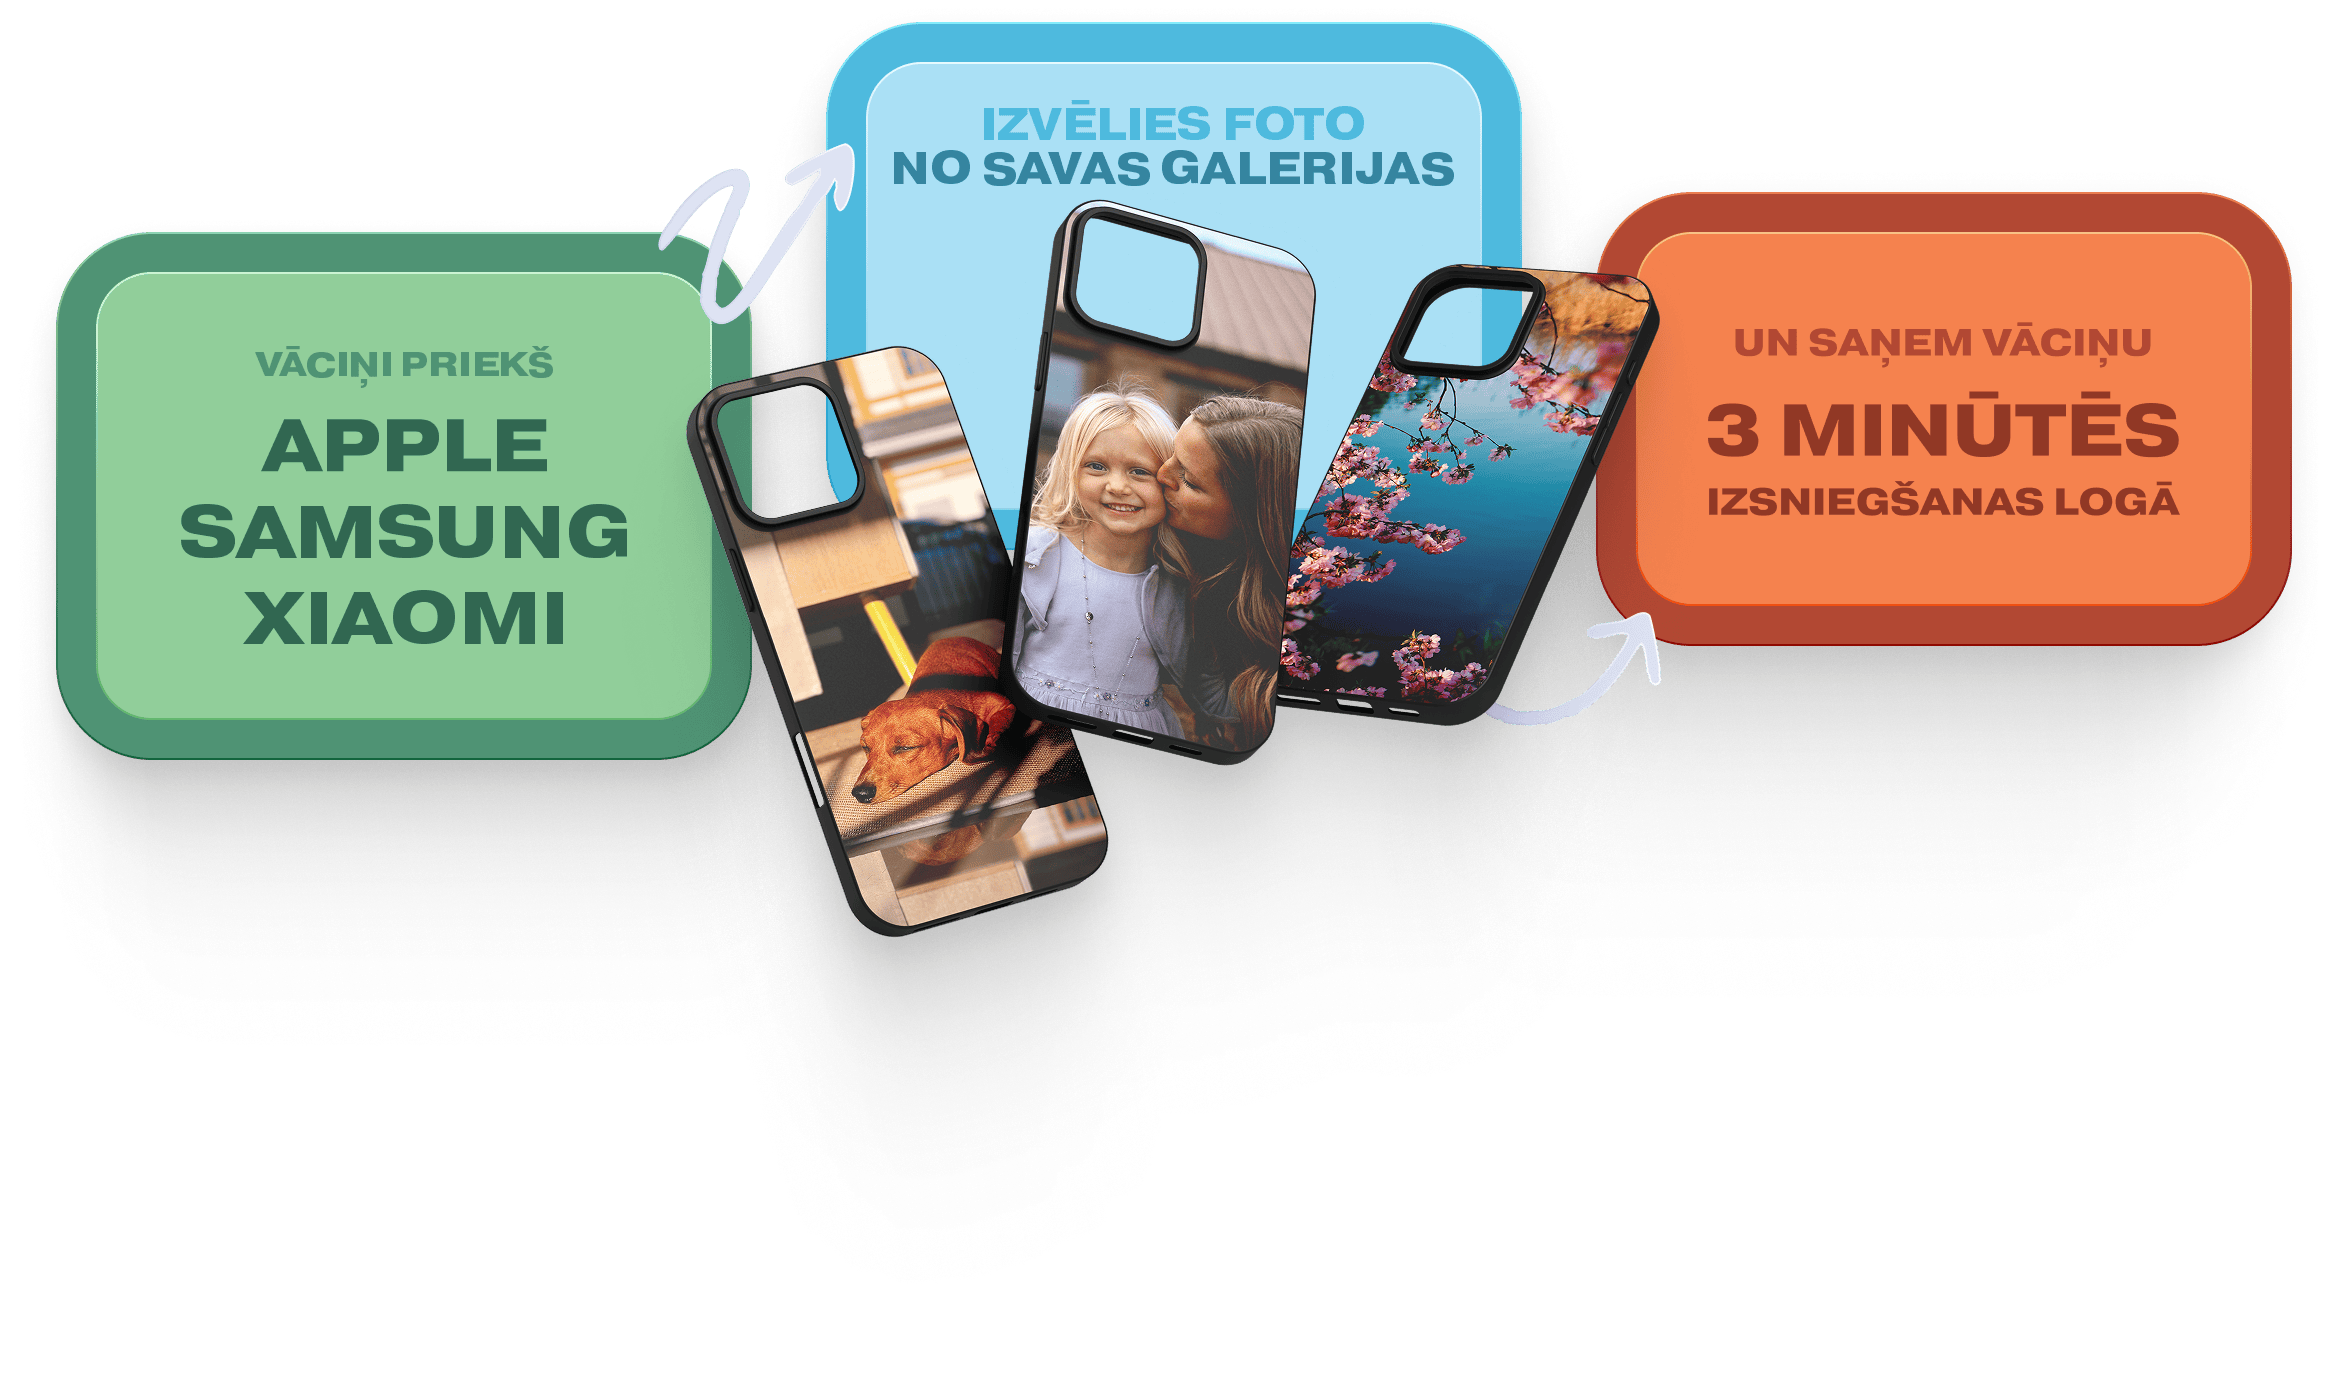 VĀCIŅI PRIEKŠ
APPLE
SAMSUNG
XIAOMI
IZVĒLIES FOTO
NO SAVAS GALERIJAS
UN SAŅEM VĀCIŅU
3 MINŪTĒS
IZSNIEGŠANAS LOGĀ